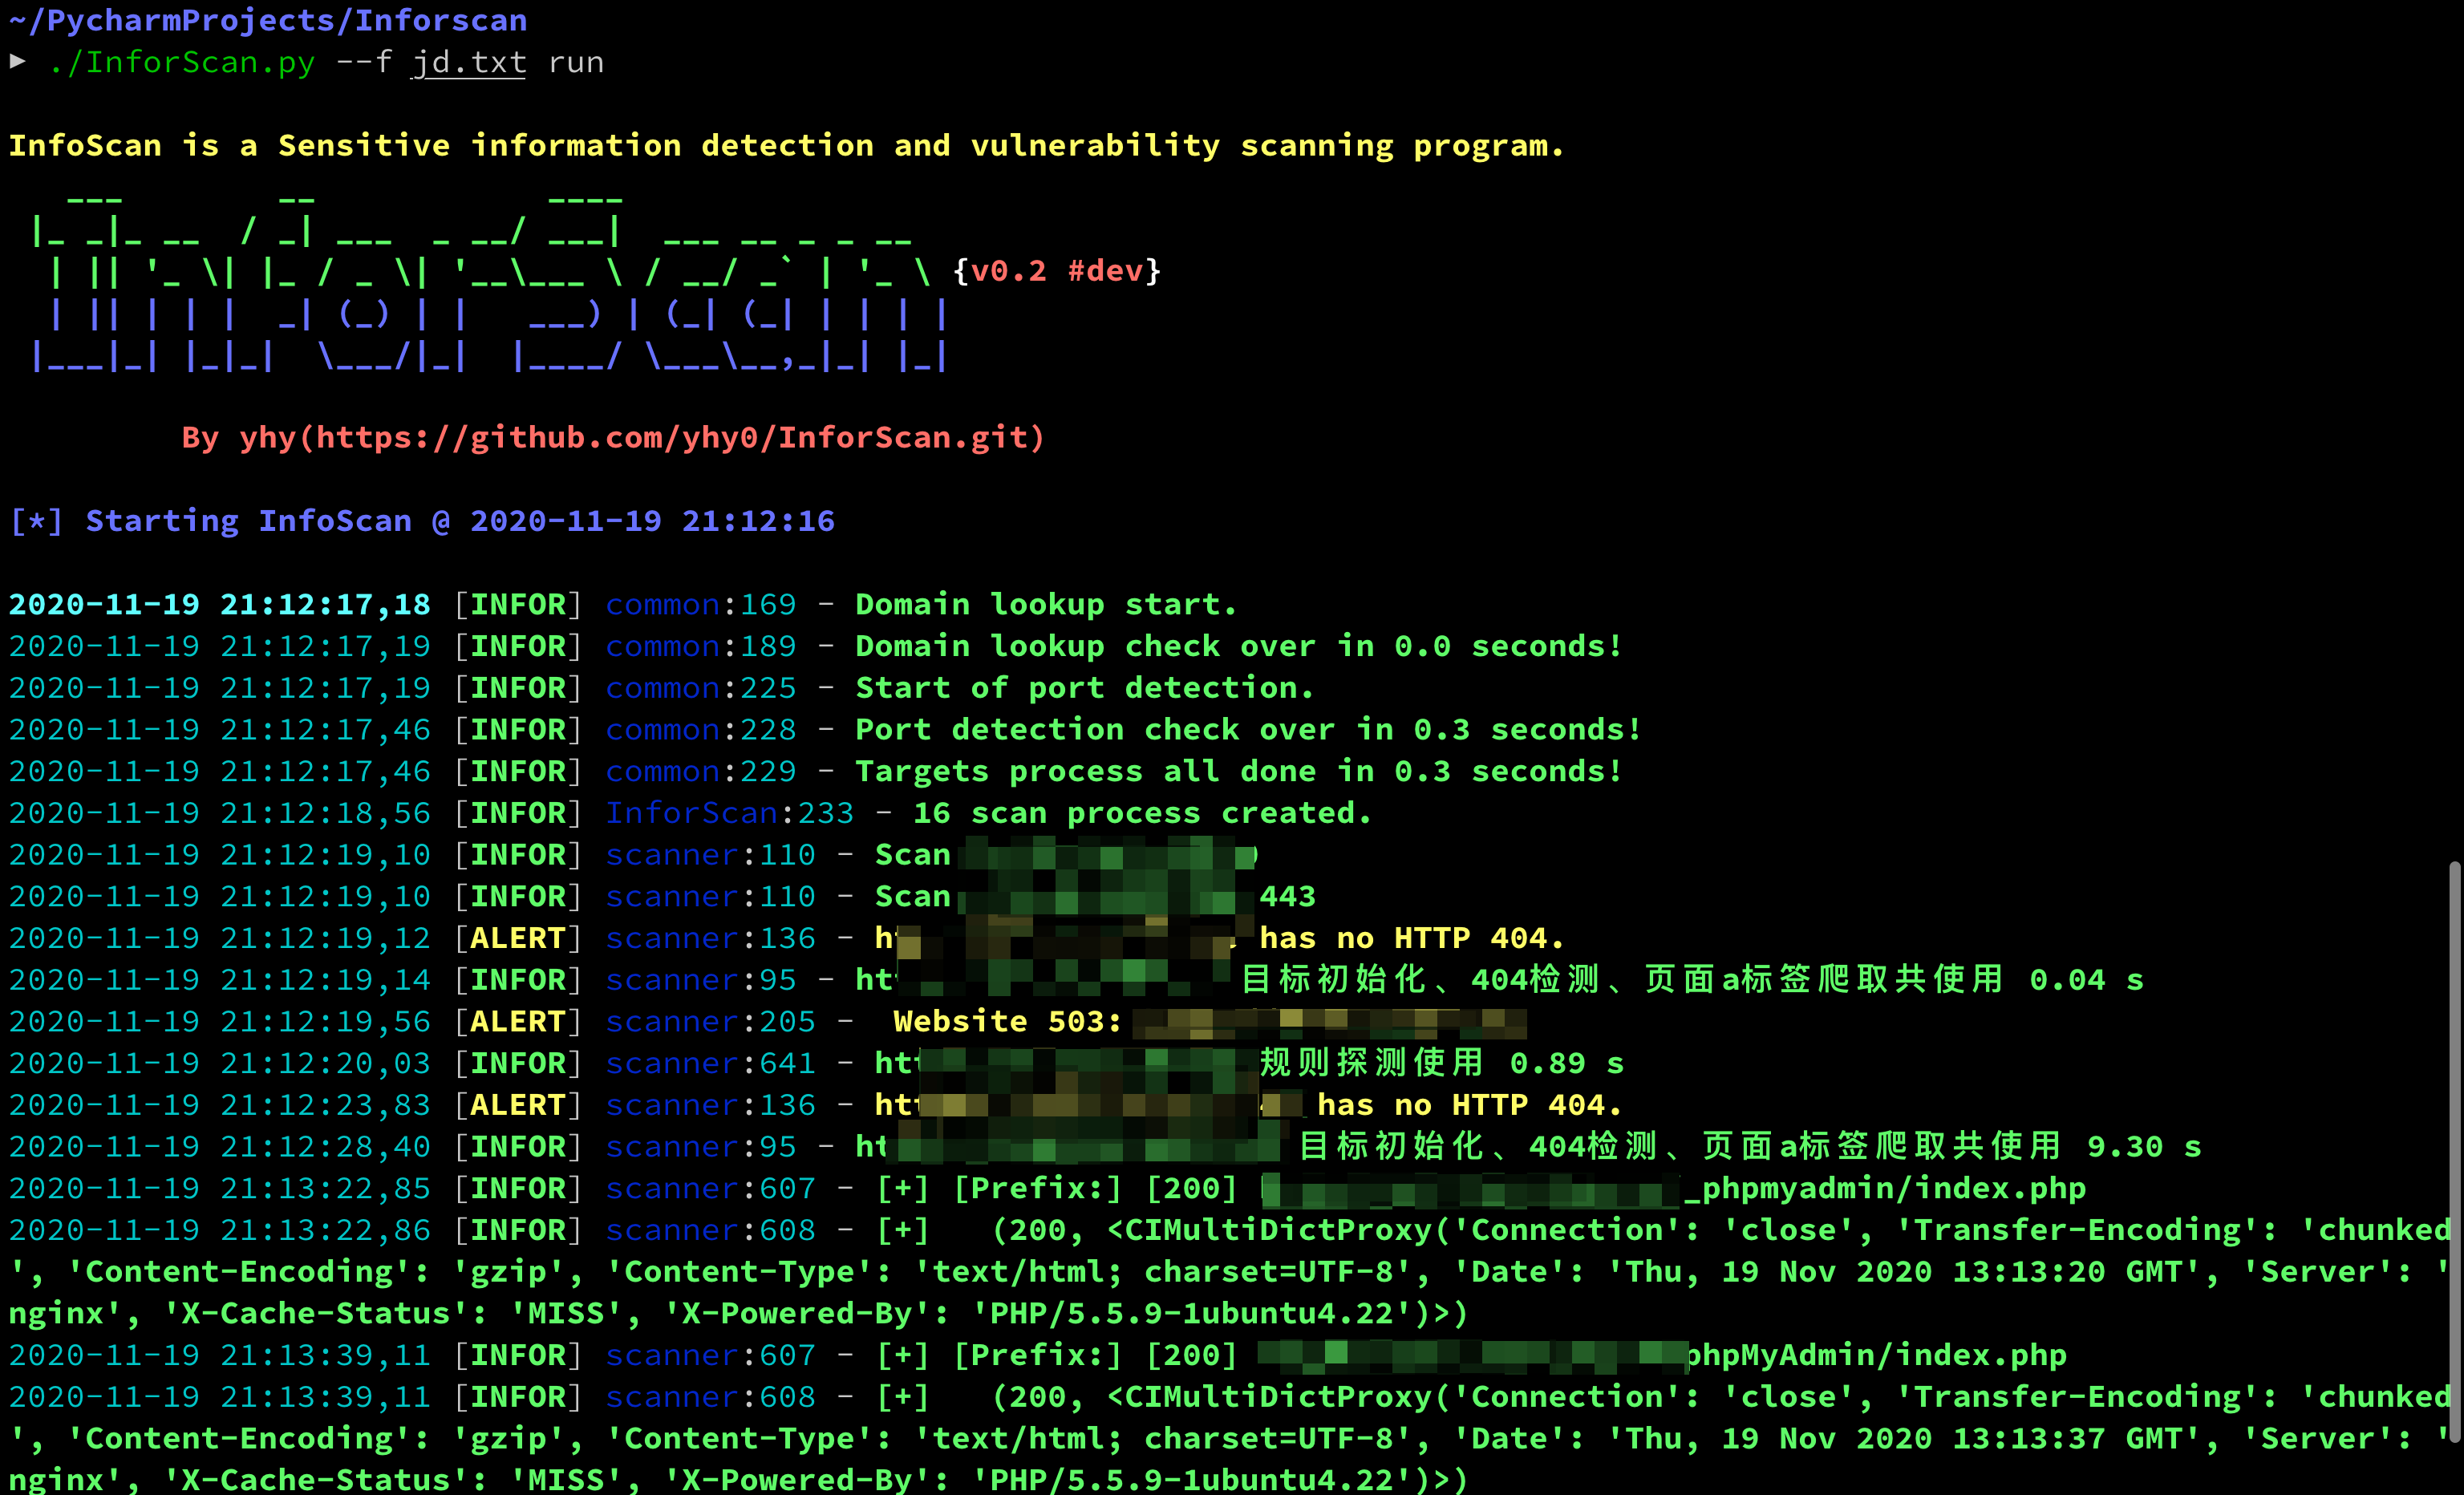 ~/PycharmProjects/Inforscan
▶ ./InforScan.py --f jd.txt run
InfoScan is a Sensitive information detection and vulnerability scanning program.
InforScan {v0.2 #dev}
By yhy(https://github.com/yhy0/InforScan.git)
[*] Starting InfoScan @ 2020-11-19 21:12:16
2020-11-19 21:12:17,18 [INFOR] common:169 - Domain lookup start.
2020-11-19 21:12:17,19 [INFOR] common:189 - Domain lookup check over in 0.0 seconds!
2020-11-19 21:12:17,19 [INFOR] common:225 - Start of port detection.
2020-11-19 21:12:17,46 [INFOR] common:228 - Port detection check over in 0.3 seconds!
2020-11-19 21:12:17,46 [INFOR] common:229 - Targets process all done in 0.3 seconds!
2020-11-19 21:12:18,56 [INFOR] InforScan:233 - 16 scan process created.
2020-11-19 21:12:19,10 [INFOR] scanner:110 - Scan
2020-11-19 21:12:19,10 [INFOR] scanner:110 - Scan 443
2020-11-19 21:12:19,12 [ALERT] scanner:136 - has no HTTP 404.
2020-11-19 21:12:19,14 [INFOR] scanner:95 - 目标初始化、404检测、页面a标签爬取共使用 0.04 s
2020-11-19 21:12:19,56 [ALERT] scanner:205 - Website 503:
2020-11-19 21:12:20,03 [INFOR] scanner:641 - 规则探测使用 0.89 s
2020-11-19 21:12:23,83 [ALERT] scanner:136 - has no HTTP 404.
2020-11-19 21:12:28,40 [INFOR] scanner:95 - 目标初始化、404检测、页面a标签爬取共使用 9.30 s
2020-11-19 21:13:22,85 [INFOR] scanner:607 - [+] [Prefix:] [200] _phpmyadmin/index.php
2020-11-19 21:13:22,86 [INFOR] scanner:608 - [+] (200, <CIMultiDictProxy('Connection': 'close', 'Transfer-Encoding': 'chunked
', 'Content-Encoding': 'gzip', 'Content-Type': 'text/html; charset=UTF-8', 'Date': 'Thu, 19 Nov 2020 13:13:20 GMT', 'Server': '
nginx', 'X-Cache-Status': 'MISS', 'X-Powered-By': 'PHP/5.5.9-1ubuntu4.22')>)
2020-11-19 21:13:39,11 [INFOR] scanner:607 - [+] [Prefix:] [200] phpMyAdmin/index.php
2020-11-19 21:13:39,11 [INFOR] scanner:608 - [+] (200, <CIMultiDictProxy('Connection': 'close', 'Transfer-Encoding': 'chunked
', 'Content-Encoding': 'gzip', 'Content-Type': 'text/html; charset=UTF-8', 'Date': 'Thu, 19 Nov 2020 13:13:37 GMT', 'Server': '
nginx', 'X-Cache-Status': 'MISS', 'X-Powered-By': 'PHP/5.5.9-1ubuntu4.22')>)